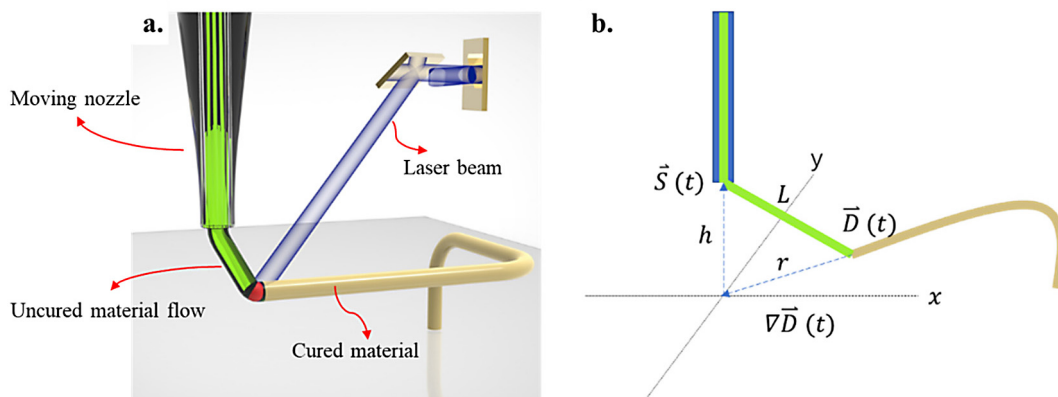 a.
Moving nozzle
Laser beam
Uncured material flow
Cured material
b.
y
S⃗ (t)
L
D⃗ (t)
h
r
x
∇D⃗ (t)